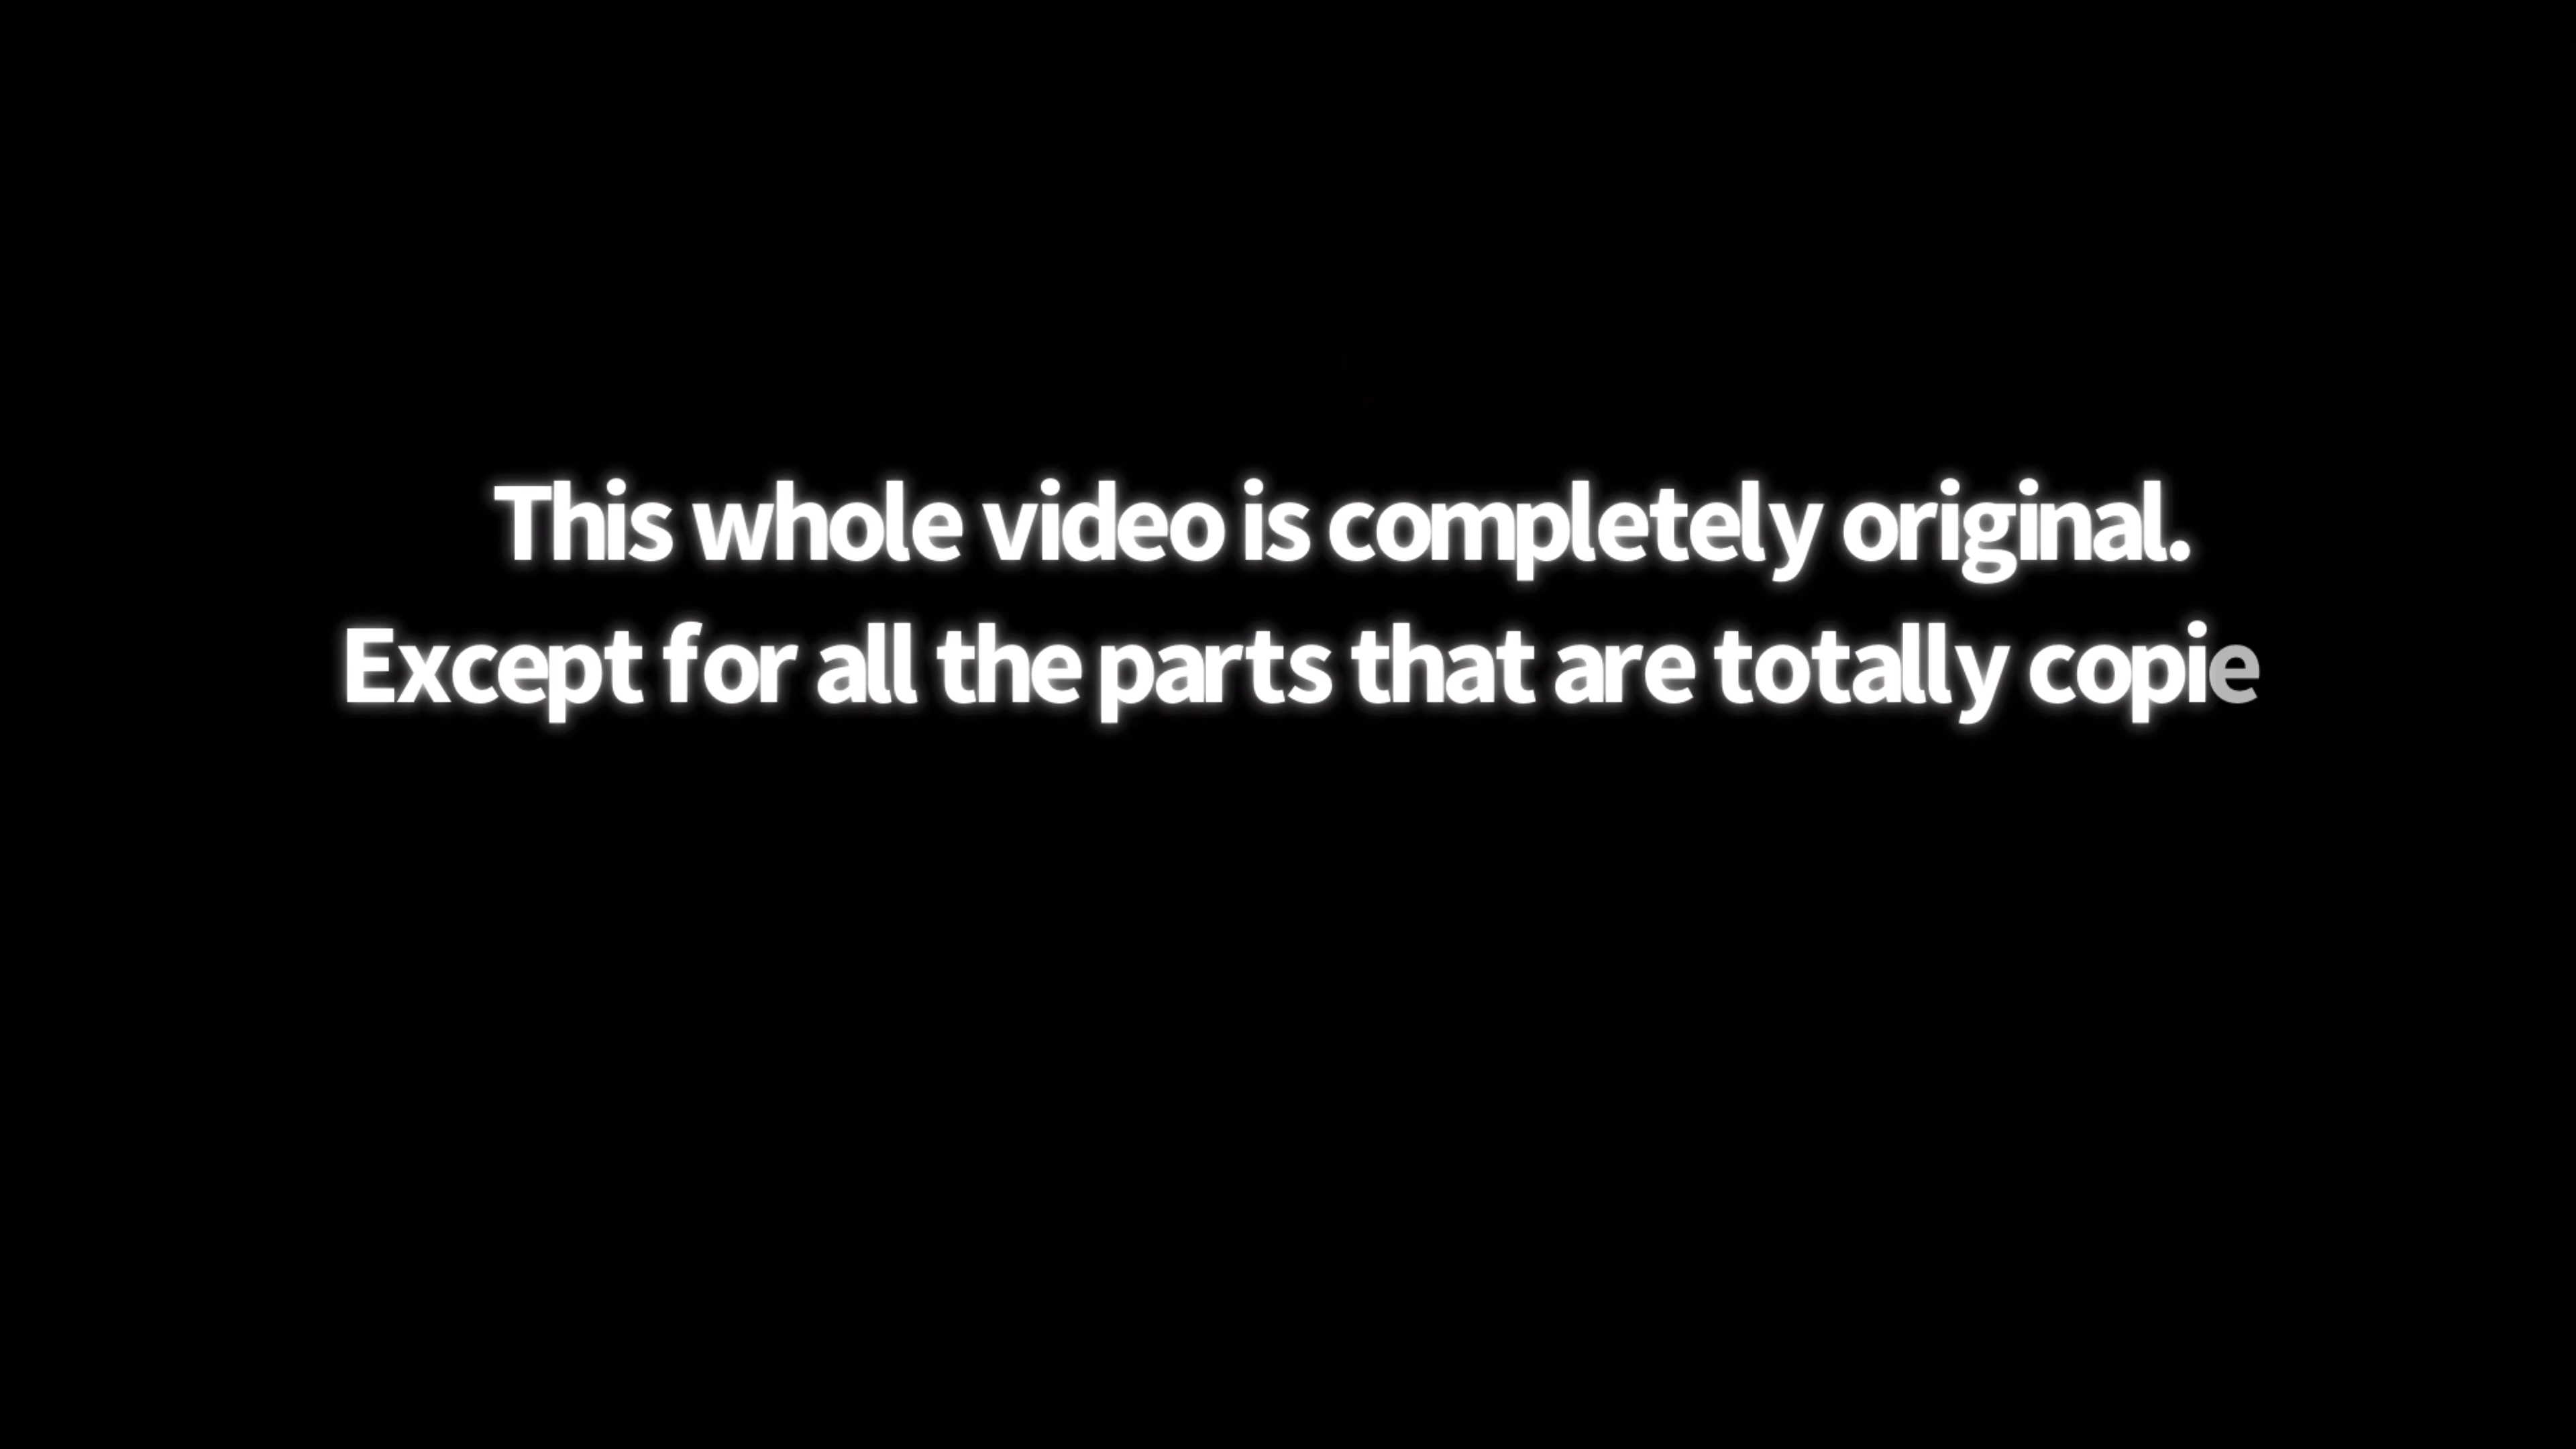 This whole video is completely original.
Except for all the parts that are totally copie